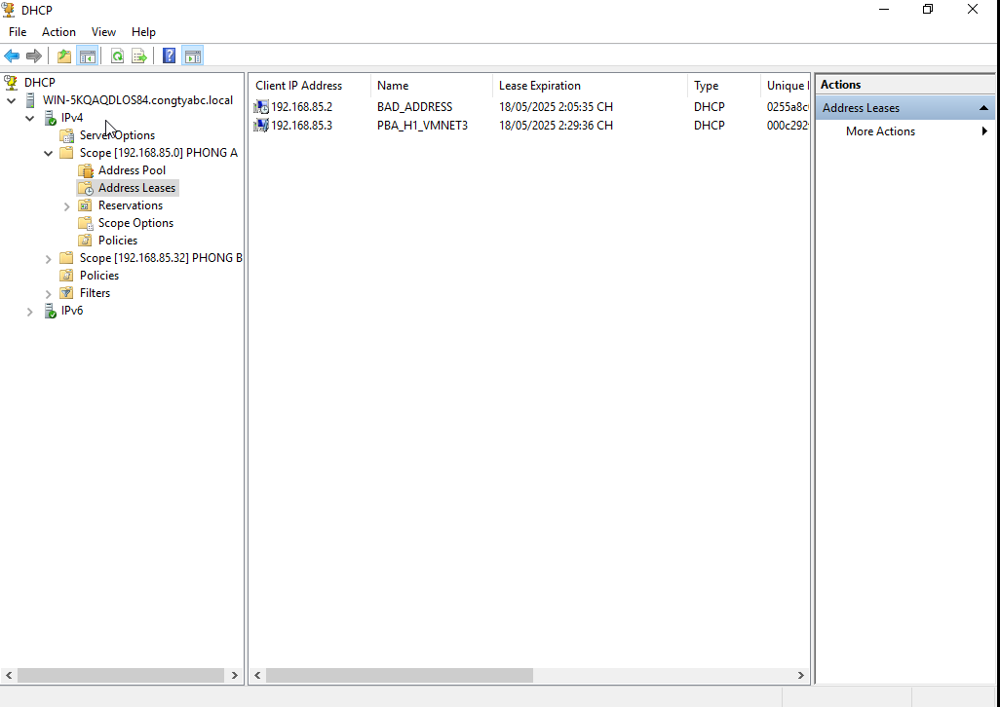 DHCP
File Action View Help
DHCP
WIN-5KQAQDLOS84.congtyabc.local
IPv4
Server Options
Scope [192.168.85.0] PHONG A
Address Pool
Address Leases
Reservations
Scope Options
Policies
Scope [192.168.85.32] PHONG B
Policies
Filters
IPv6
Client IP Address Name Lease Expiration Type Unique
192.168.85.2 BAD_ADDRESS 18/05/2025 2:05:35 CH DHCP 0255a8c
192.168.85.3 PBA_H1_VMNET3 18/05/2025 2:29:36 CH DHCP 000c292
Actions
Address Leases
More Actions